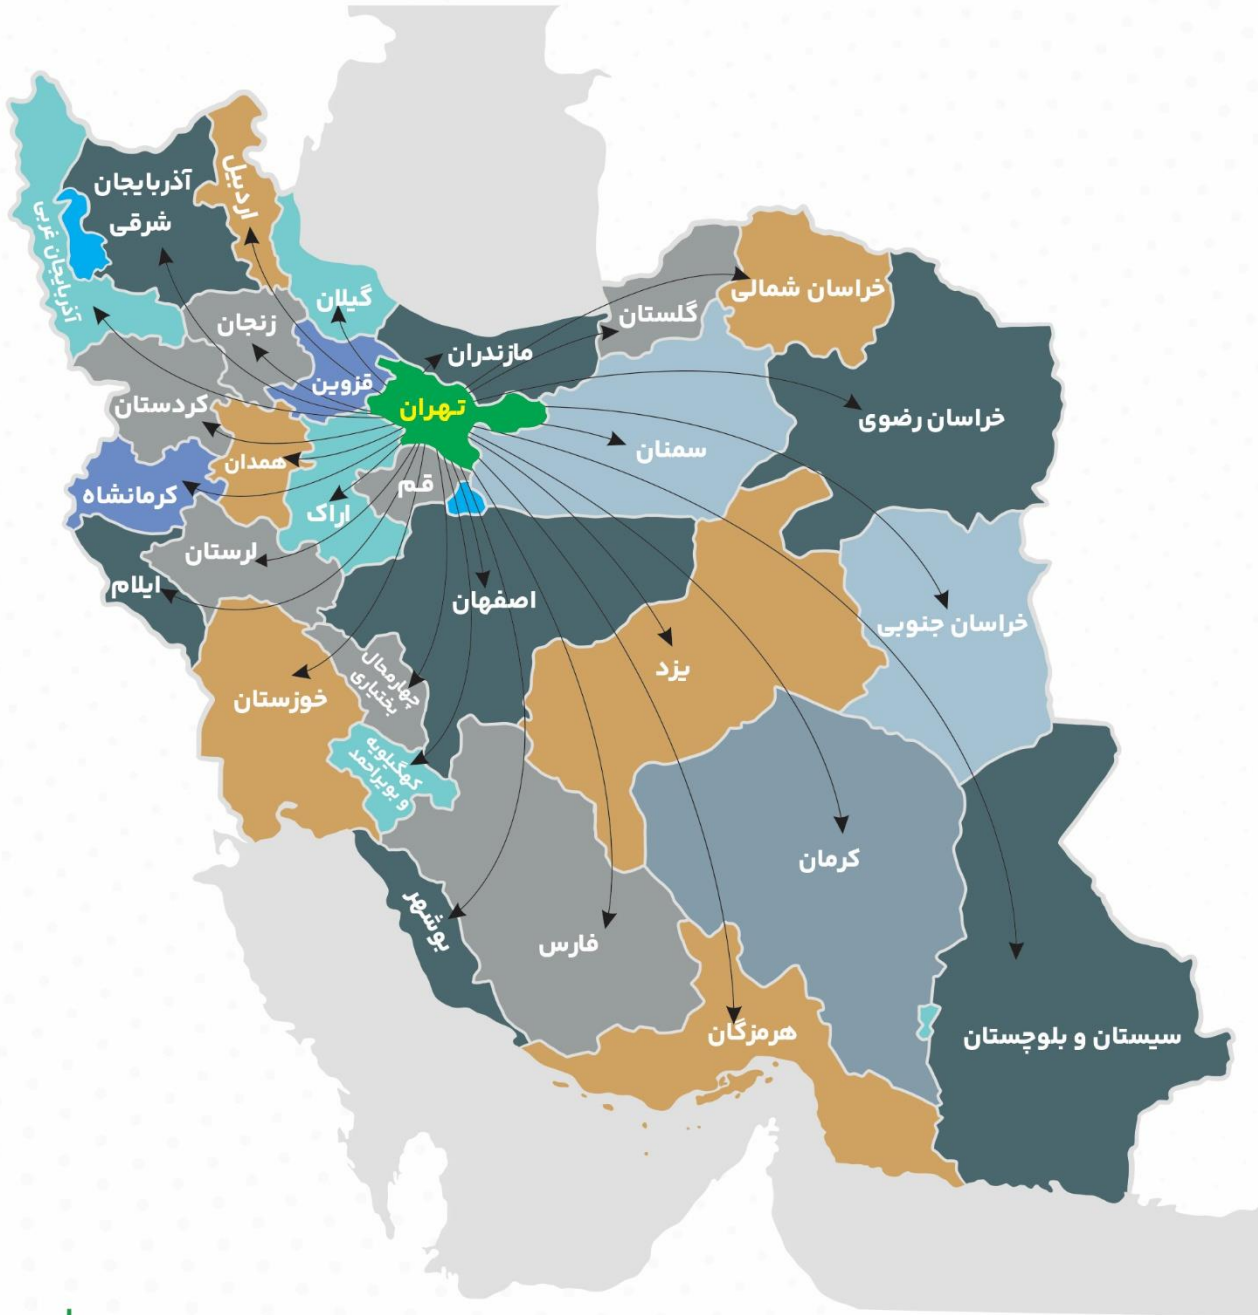 آذربایجان
شرقی
اردبیل
آذربایجان غربی
گیلان
زنجان
قزوین
مازندران
گلستان
خراسان شمالی
خراسان رضوی
تهران
سمنان
کردستان
همدان
کرمانشاه
قم
اراک
لرستان
ایلام
اصفهان
خراسان جنوبی
یزد
خوزستان
چهارمحال
بختیاری
کهگیلویه
و بویراحمد
کرمان
بوشهر
فارس
هرمزگان
سیستان و بلوچستان